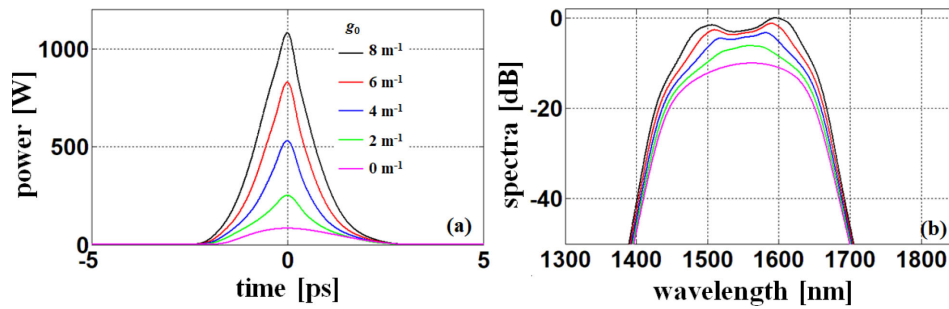 power [W]
1000
500
0
g₀
8 m⁻¹
6 m⁻¹
4 m⁻¹
2 m⁻¹
0 m⁻¹
(a)
-5 0 5
time [ps]
spectra [dB]
0
-20
-40
(b)
1300 1400 1500 1600 1700 1800
wavelength [nm]